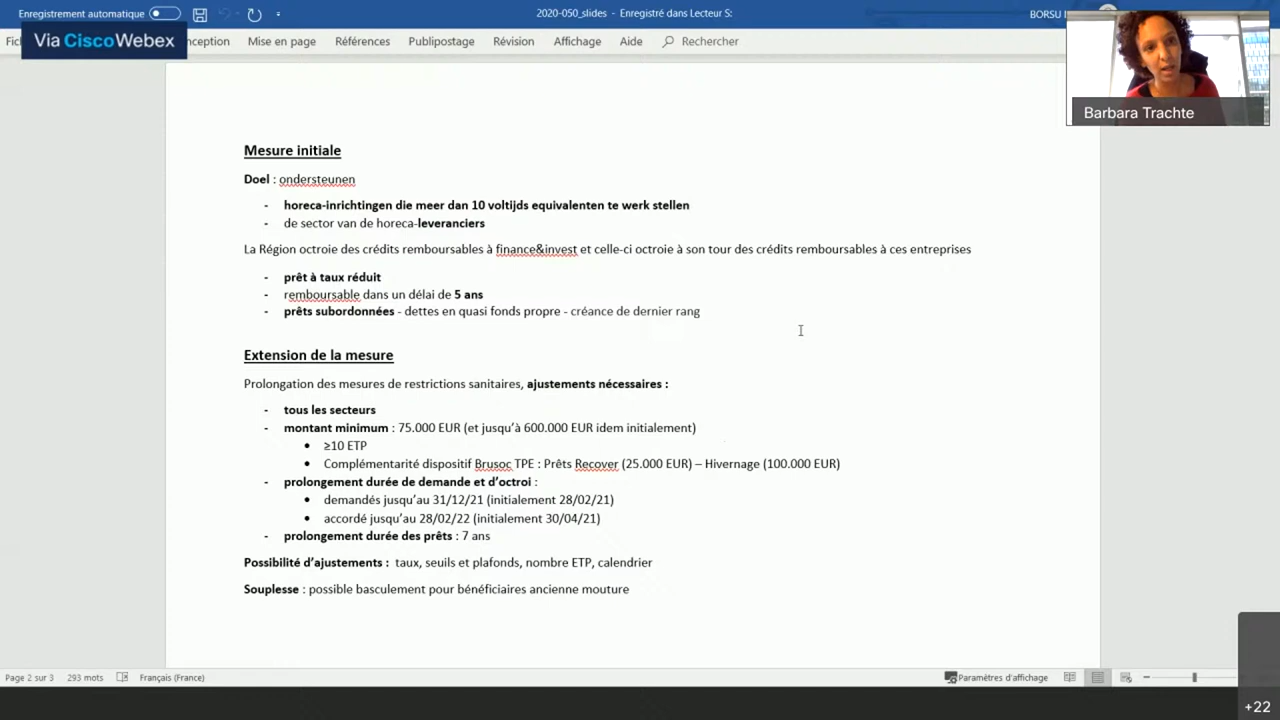 Enregistrement automatique
2020-050_slides - Enregistré dans Lecteur S:
BORSU
Via CiscoWebex
Fic
ception
Mise en page
Références
Publipostage
Révision
Affichage
Aide
Rechercher
Barbara Trachte
Mesure initiale
Doel : ondersteunen
- horeca-inrichtingen die meer dan 10 voltijds equivalenten te werk stellen
- de sector van de horeca-leveranciers
La Région octroie des crédits remboursables à finance&invest et celle-ci octroie à son tour des crédits remboursables à ces entreprises
- prêt à taux réduit
- remboursable dans un délai de 5 ans
- prêts subordonnées - dettes en quasi fonds propre - créance de dernier rang
Extension de la mesure
Prolongation des mesures de restrictions sanitaires, ajustements nécessaires :
- tous les secteurs
- montant minimum : 75.000 EUR (et jusqu'à 600.000 EUR idem initialement)
• ≥10 ETP
• Complémentarité dispositif Brusoc TPE : Prêts Recover (25.000 EUR) – Hivernage (100.000 EUR)
- prolongement durée de demande et d'octroi :
• demandés jusqu'au 31/12/21 (initialement 28/02/21)
• accordé jusqu'au 28/02/22 (initialement 30/04/21)
- prolongement durée des prêts : 7 ans
Possibilité d'ajustements : taux, seuils et plafonds, nombre ETP, calendrier
Souplesse : possible basculement pour bénéficiaires ancienne mouture
Page 2 sur 3
293 mots
Français (France)
Paramètres d'affichage
+22